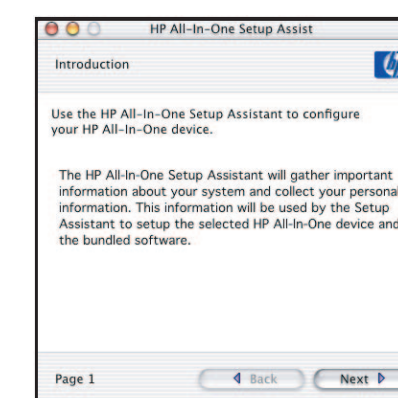 HP All-In-One Setup Assist
Introduction
Use the HP All-In-One Setup Assistant to configure
your HP All-In-One device.
The HP All-In-One Setup Assistant will gather important
information about your system and collect your personal
information. This information will be used by the Setup
Assistant to setup the selected HP All-In-One device and
the bundled software.
Page 1
Back
Next